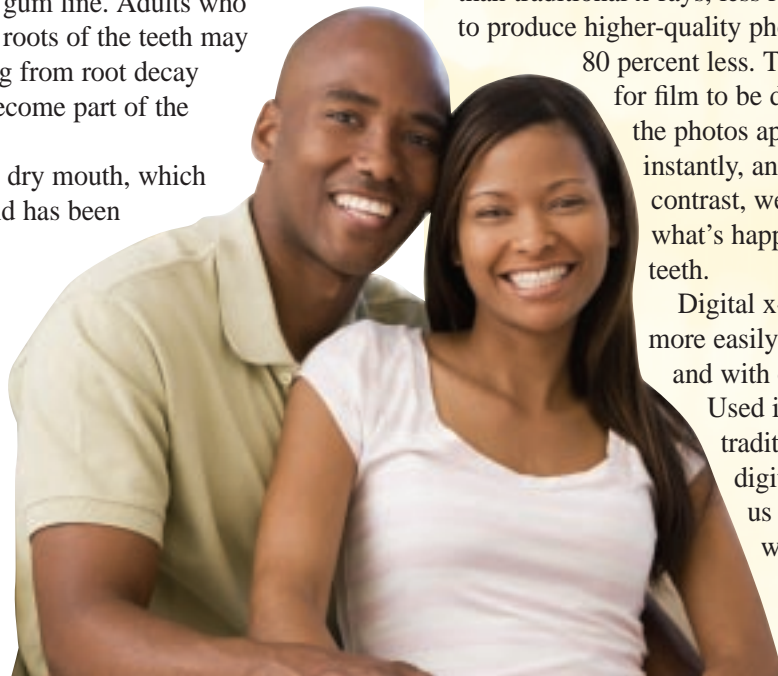 gum line. Adults who
roots of the teeth may
g from root decay
ecome part of the
dry mouth, which
d has been
to produce higher-quality pho
80 percent less. T
for film to be d
the photos ap
instantly, an
contrast, we
what's happ
teeth.
Digital x-
more easily
and with
Used i
tradit
digi
us
w